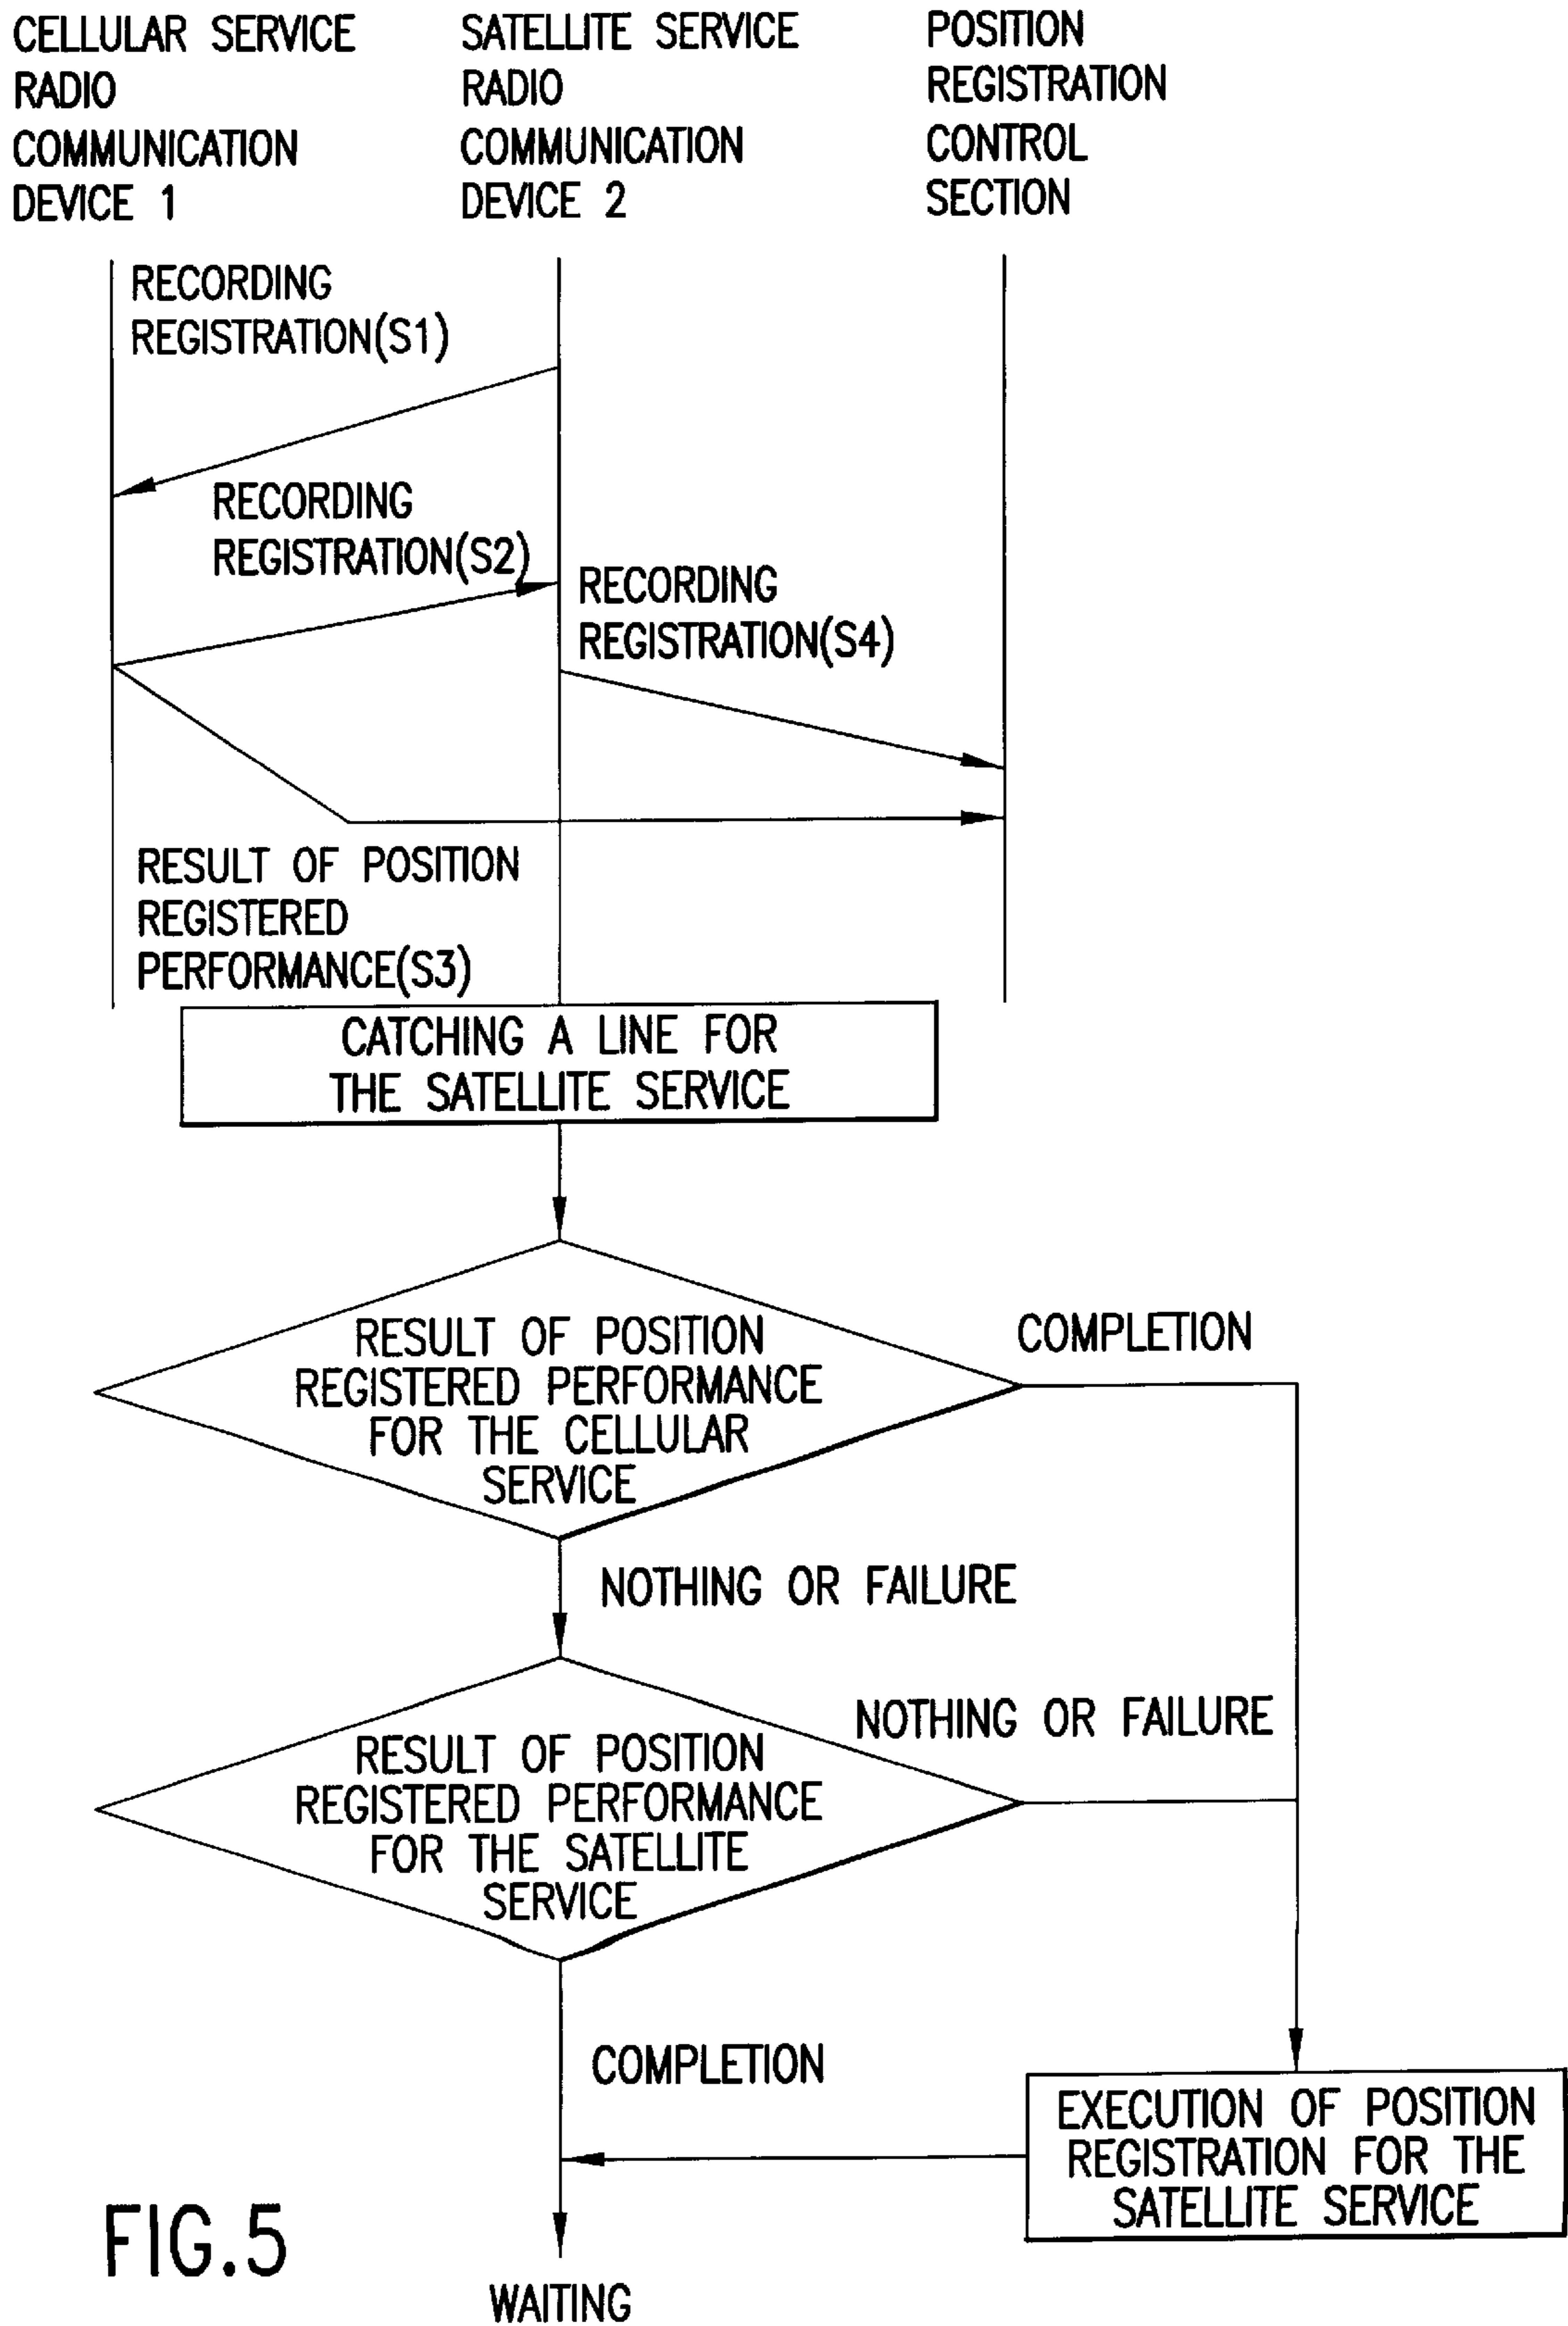 CELLULAR SERVICE
RADIO
COMMUNICATION
DEVICE 1
SATELLITE SERVICE
RADIO
COMMUNICATION
DEVICE 2
POSITION
REGISTRATION
CONTROL
SECTION
RECORDING
REGISTRATION(S1)
RECORDING
REGISTRATION(S2)
RECORDING
REGISTRATION(S4)
RESULT OF POSITION
REGISTERED
PERFORMANCE(S3)
CATCHING A LINE FOR
THE SATELLITE SERVICE
RESULT OF POSITION
REGISTERED PERFORMANCE
FOR THE CELLULAR
SERVICE
COMPLETION
NOTHING OR FAILURE
RESULT OF POSITION
REGISTERED PERFORMANCE
FOR THE SATELLITE
SERVICE
NOTHING OR FAILURE
COMPLETION
EXECUTION OF POSITION
REGISTRATION FOR THE
SATELLITE SERVICE
WAITING
FIG.5